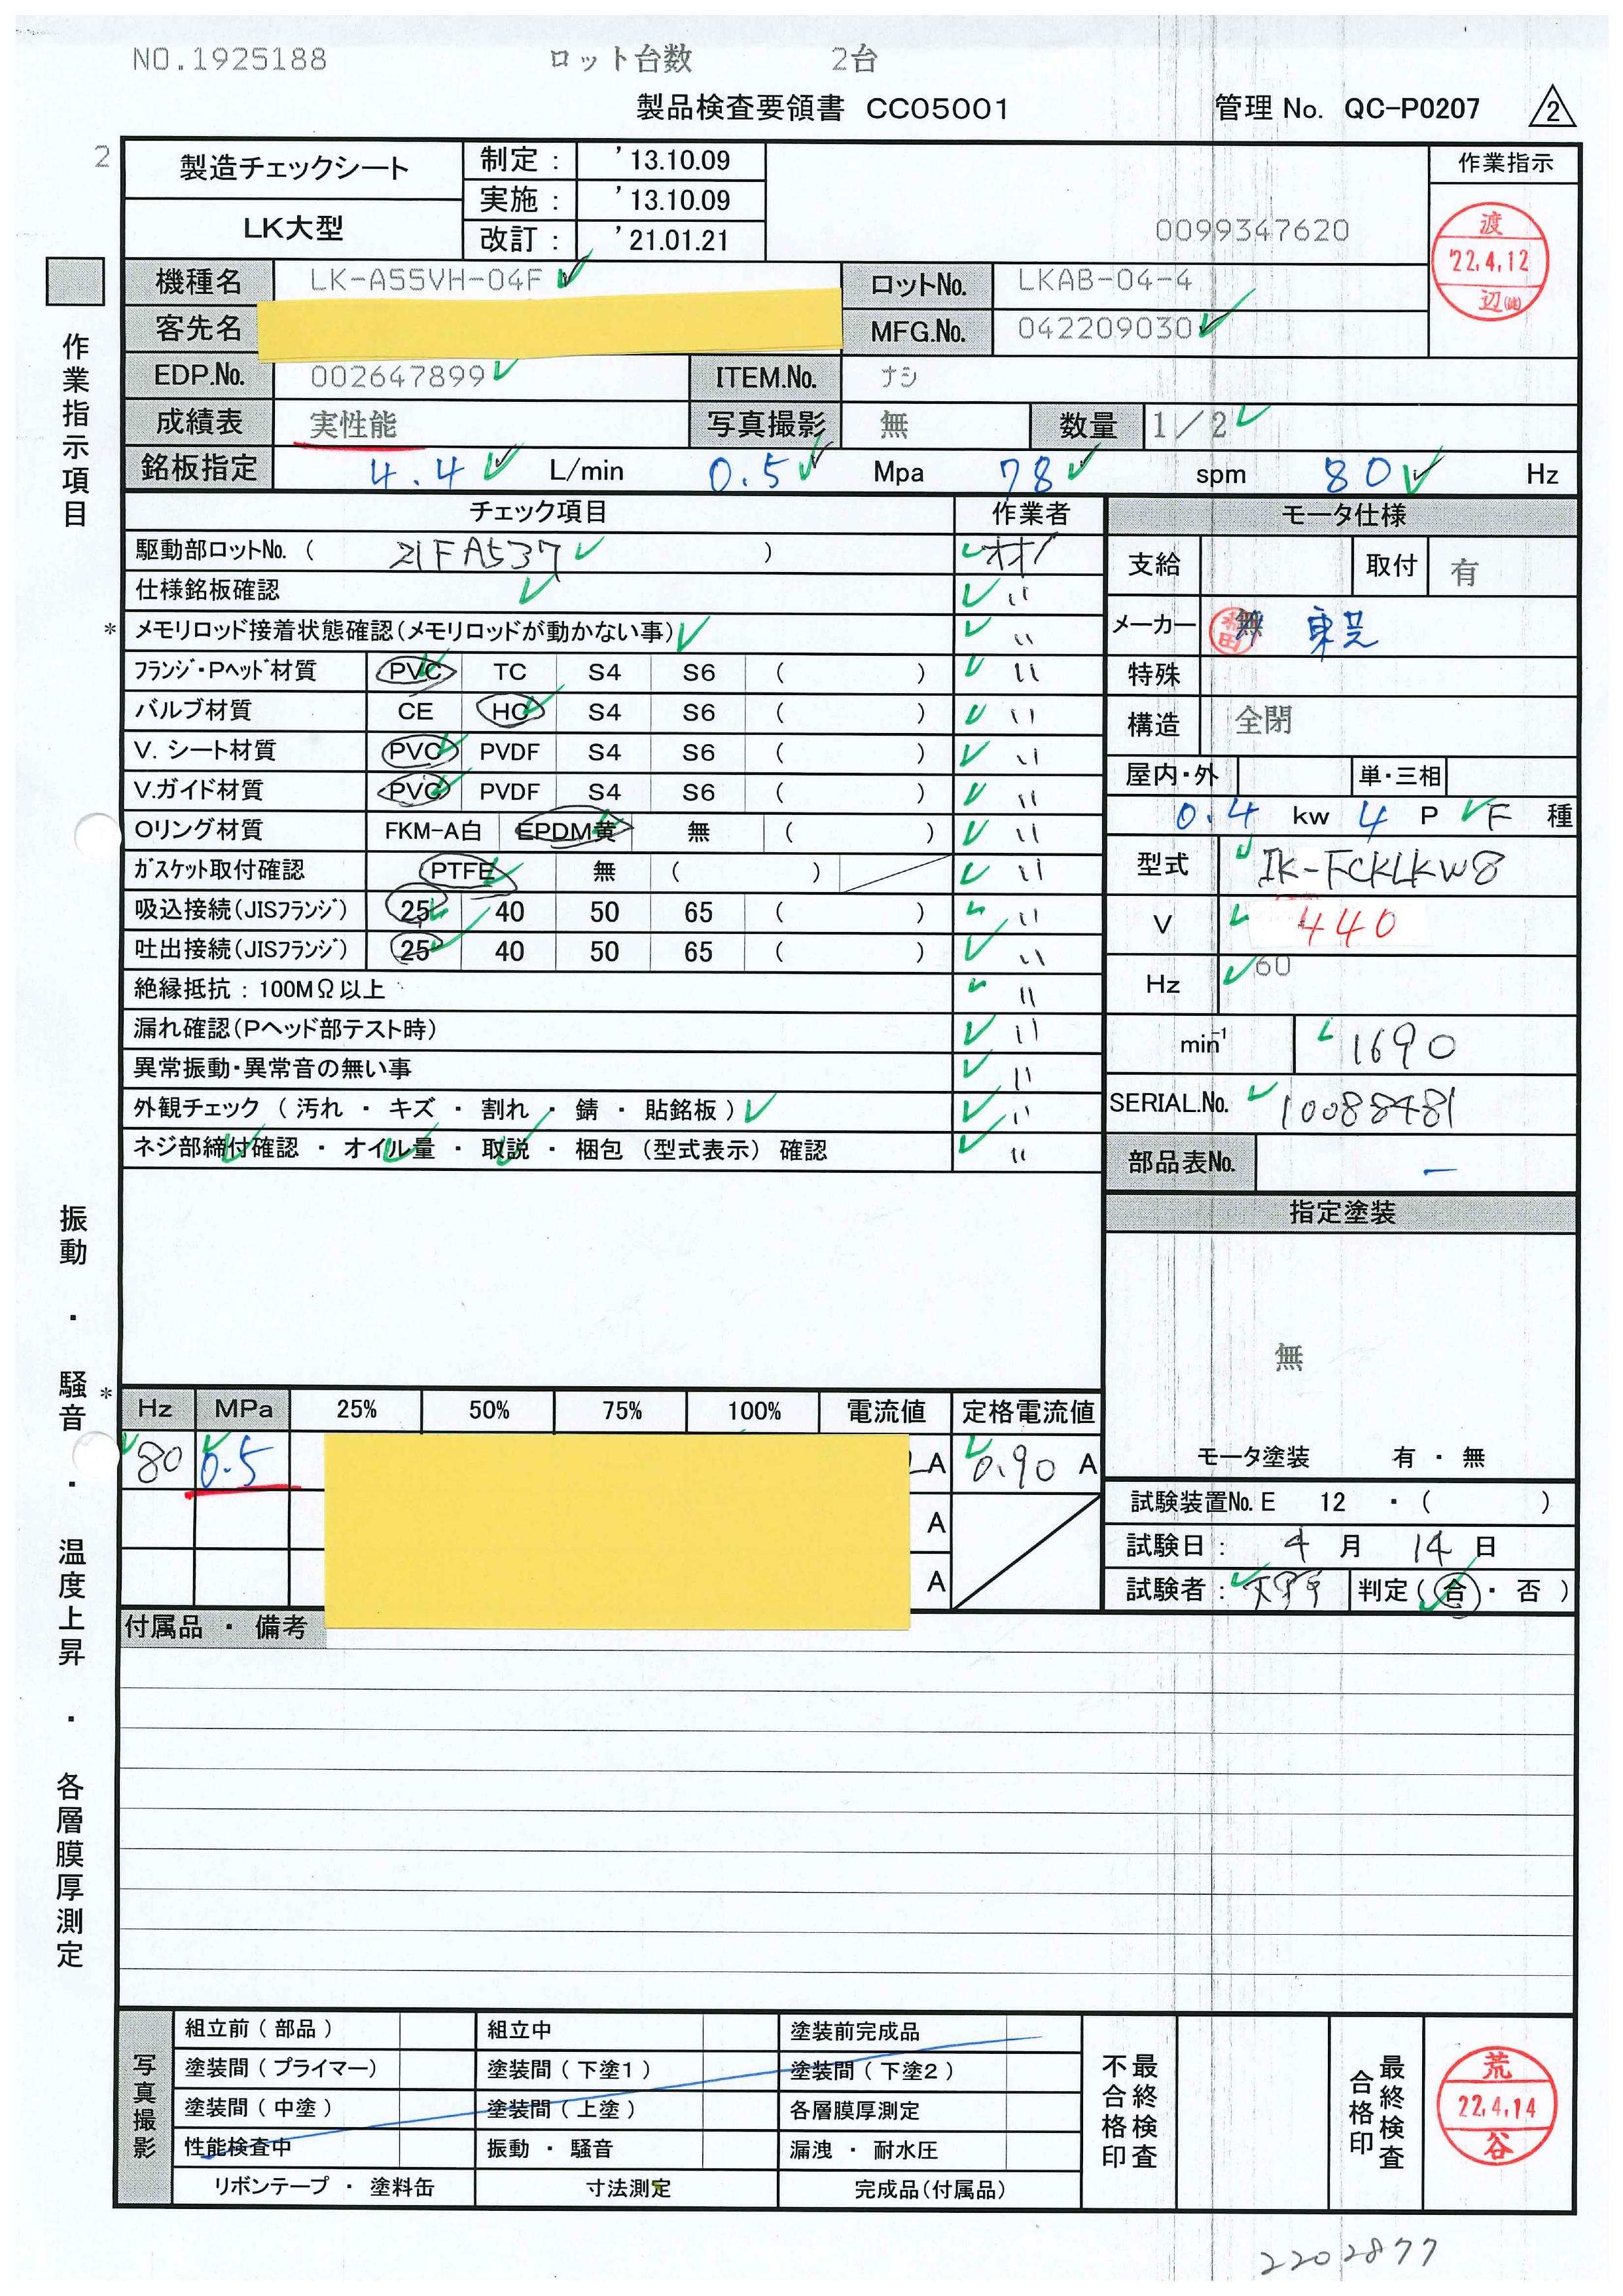 NO.1925188 ロット台数 2台
製品検査要領書 CC05001 管理 No. QC-P0207 2
2
製造チェックシート 制定： ’13.10.09 作業指示
実施： ’13.10.09
LK大型 改訂： ’21.01.21 0099347620
渡 22.4.12 辺(健)
機種名 LK-A55VH-04F ロットNo. LKAB-04-4
客先名 MFG.No. 042209030
EDP.No. 002647899 ITEM.No. ナシ
成績表 実性能 写真撮影 無 数量 1／2
銘板指定 4.4 L/min 0.5 Mpa 78 spm 80 Hz
作業指示項目
チェック項目 作業者
駆動部ロットNo.（ 21FA537 ）
仕様銘板確認 〃
* メモリロッド接着状態確認（メモリロッドが動かない事） 〃
フランジ・Pヘッド材質 PVC TC S4 S6 （ ） 〃
バルブ材質 CE HC S4 S6 （ ） 〃
V. シート材質 PVC PVDF S4 S6 （ ） 〃
V.ガイド材質 PVC PVDF S4 S6 （ ） 〃
Oリング材質 FKM-A白 EPDM黄 無 （ ） 〃
ガスケット取付確認 PTFE 無 （ ） 〃
吸込接続（JISフランジ） 25 40 50 65 （ ） 〃
吐出接続（JISフランジ） 25 40 50 65 （ ） 〃
絶縁抵抗：100MΩ以上 〃
漏れ確認（Pヘッド部テスト時） 〃
異常振動・異常音の無い事 〃
外観チェック （ 汚れ ・ キズ ・ 割れ ・ 錆 ・ 貼銘板 ） 〃
ネジ部締付確認 ・ オイル量 ・ 取説 ・ 梱包 （型式表示） 確認 〃
モータ仕様
支給 取付 有
メーカー 無 東芝
特殊
構造 全閉
屋内・外 単・三相
0.4 kw 4 P F 種
型式 IK-FCKLKW8
V 440
Hz 60
min-1 1690
SERIAL.No. 10088481
部品表No. －
指定塗装
無
モータ塗装 有 ・ 無
振動・騒音・温度上昇・各層膜厚測定
* Hz MPa 25% 50% 75% 100% 電流値 定格電流値
80 0.5 A 0.90 A
A
A
試験装置No. E 12 ・（ ）
試験日： 4 月 14 日
試験者： 判定（ 合 ・ 否 ）
付属品 ・ 備考
写真撮影
組立前（部品） 組立中 塗装前完成品
塗装間（プライマー） 塗装間（下塗1） 塗装間（下塗2）
塗装間（中塗） 塗装間（上塗） 各層膜厚測定
性能検査中 振動 ・ 騒音 漏洩 ・ 耐水圧
リボンテープ ・ 塗料缶 寸法測定 完成品（付属品）
最終検査不合格印
最終検査合格印
荒 22.4.14 谷
2202877